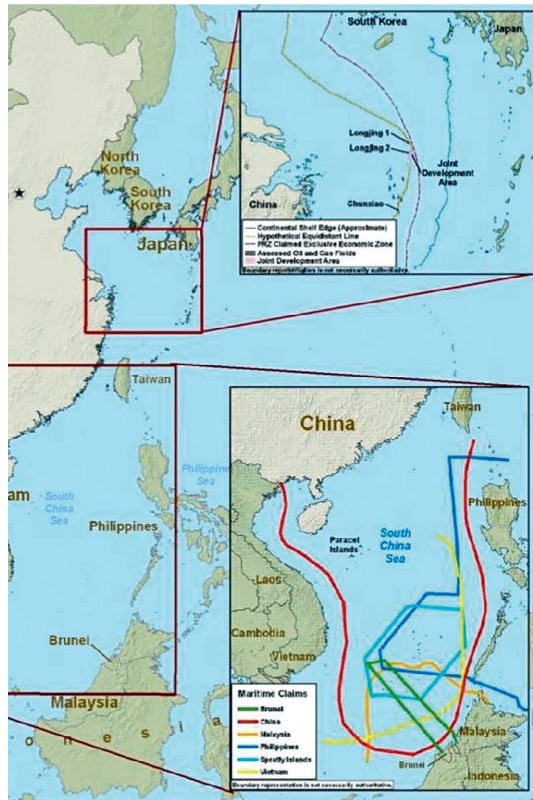 South Korea
Japan
Longjing 1
Longjing 2
Joint
Development
Area
China
Chunxiao
Continental Shelf Edge (Approximate)
Hypothetical Equidistant Line
PRZ Claimed Exclusive Economic Zone
Assessed Oil and Gas Fields
Joint Development Area
Boundary representation is not necessarily authoritative.
North
Korea
South
Korea
Japan
Taiwan
Philippine
Sea
am
South
China
Sea
Philippines
Brunei
Malaysia
o n e s i a
Taiwan
China
Philippines
South
China
Sea
Paracel
Islands
Laos
Cambodia
Vietnam
Maritime Claims
Brunei
China
Malaysia
Philippines
Spratly Islands
Vietnam
Malaysia
Brunei
Indonesia
Boundary representation is not necessarily authoritative.